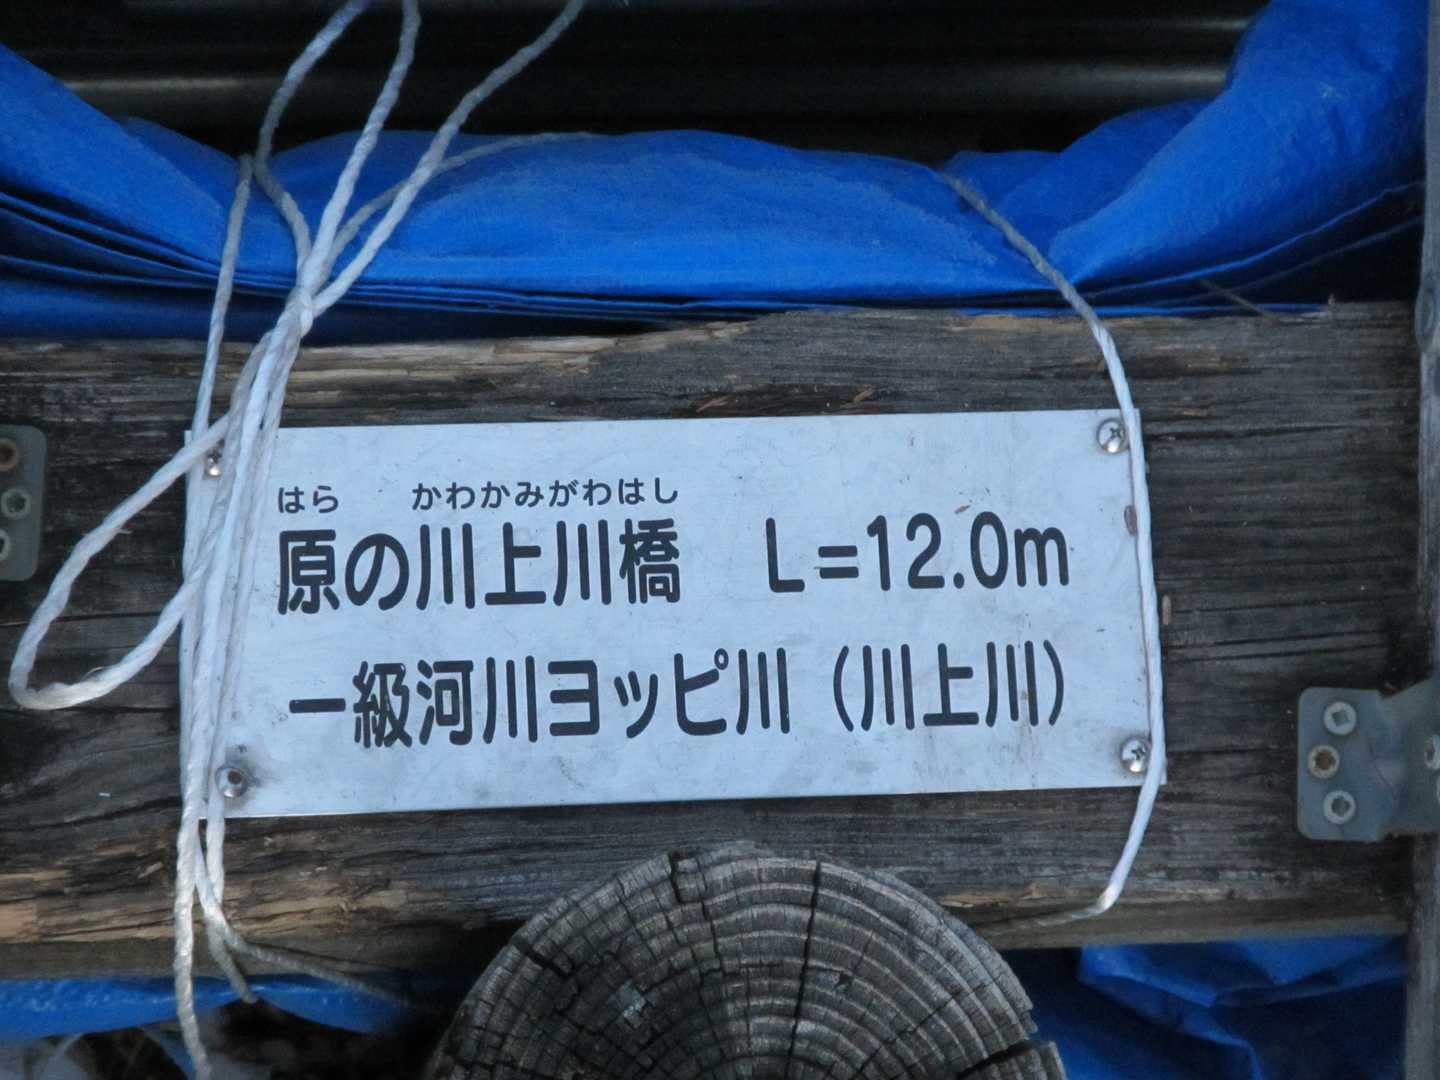 はら　　かわかみがわはし
原の川上川橋　L=12.0m
一級河川ヨッピ川（川上川）